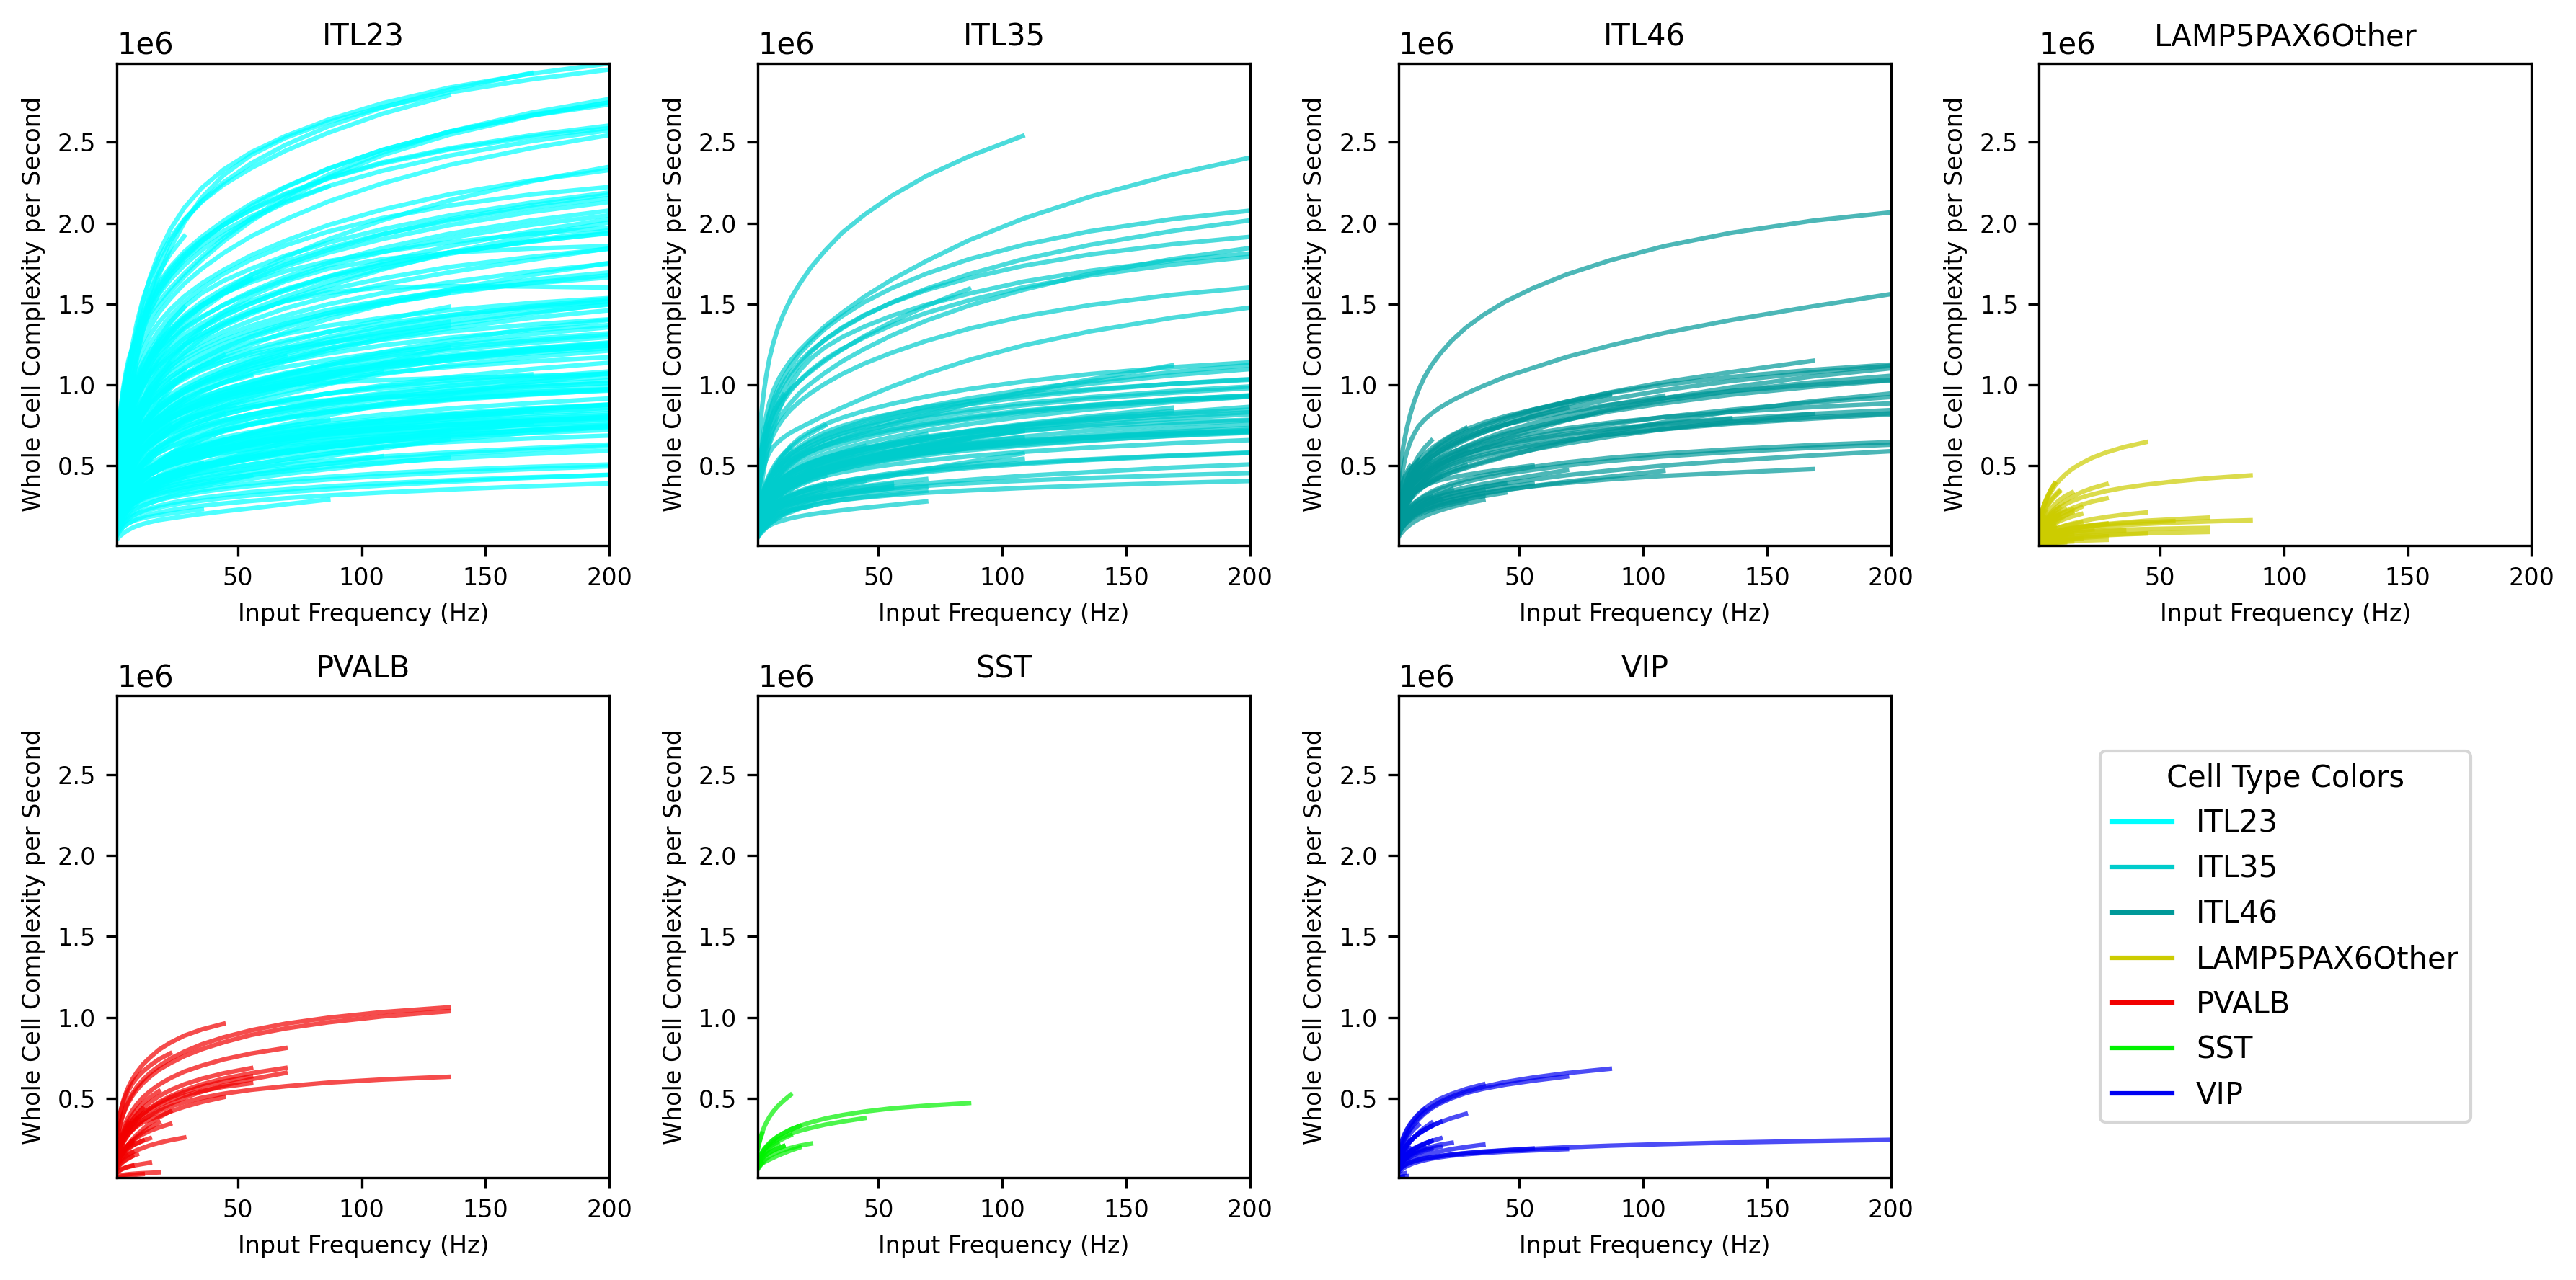 ITL23
1e6
Whole Cell Complexity per Second
2.5
2.0
1.5
1.0
0.5
50 100 150 200
Input Frequency (Hz)
ITL35
1e6
Whole Cell Complexity per Second
2.5
2.0
1.5
1.0
0.5
50 100 150 200
Input Frequency (Hz)
ITL46
1e6
Whole Cell Complexity per Second
2.5
2.0
1.5
1.0
0.5
50 100 150 200
Input Frequency (Hz)
LAMP5PAX6Other
1e6
Whole Cell Complexity per Second
2.5
2.0
1.5
1.0
0.5
50 100 150 200
Input Frequency (Hz)
PVALB
1e6
Whole Cell Complexity per Second
2.5
2.0
1.5
1.0
0.5
50 100 150 200
Input Frequency (Hz)
SST
1e6
Whole Cell Complexity per Second
2.5
2.0
1.5
1.0
0.5
50 100 150 200
Input Frequency (Hz)
VIP
1e6
Whole Cell Complexity per Second
2.5
2.0
1.5
1.0
0.5
50 100 150 200
Input Frequency (Hz)
Cell Type Colors
ITL23
ITL35
ITL46
LAMP5PAX6Other
PVALB
SST
VIP